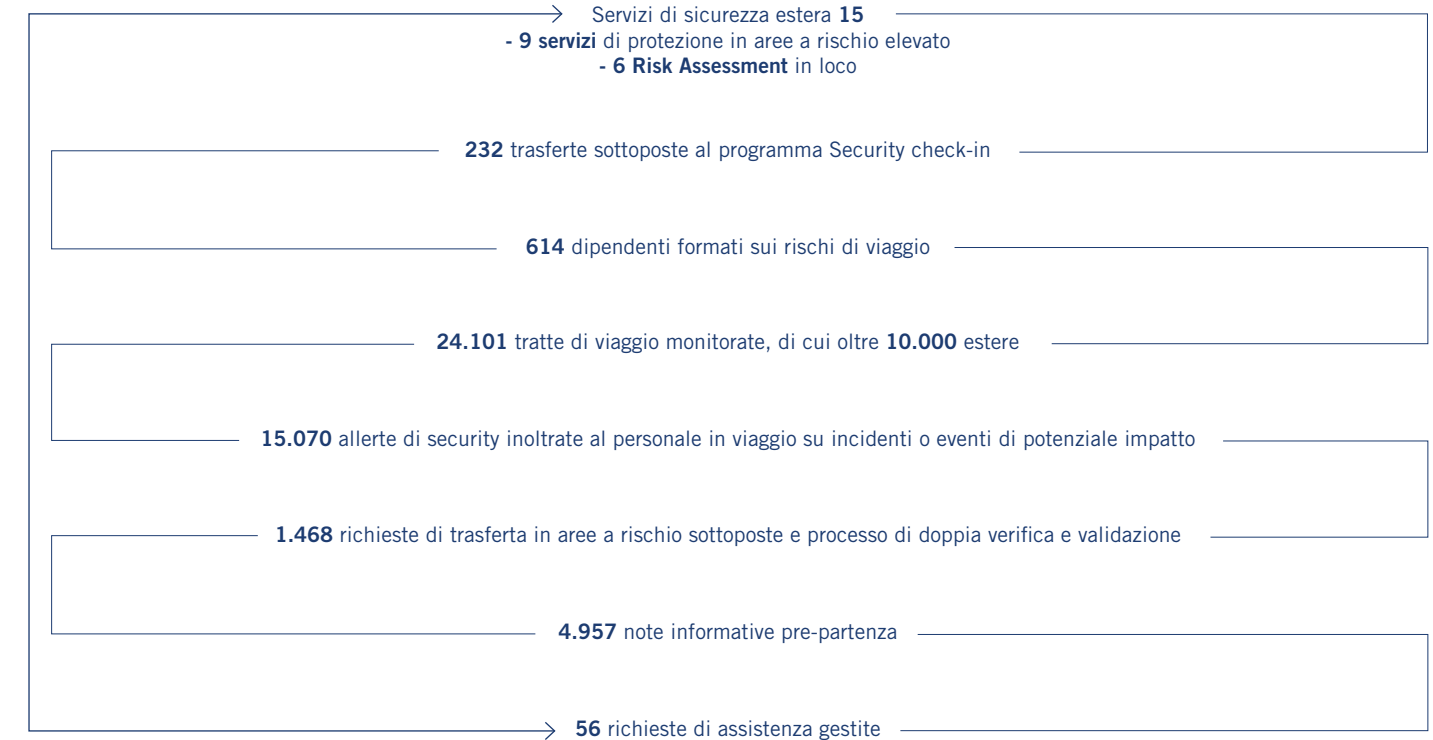 Servizi di sicurezza estera 15
- 9 servizi di protezione in aree a rischio elevato
- 6 Risk Assessment in loco
232 trasferte sottoposte al programma Security check-in
614 dipendenti formati sui rischi di viaggio
24.101 tratte di viaggio monitorate, di cui oltre 10.000 estere
15.070 allerte di security inoltrate al personale in viaggio su incidenti o eventi di potenziale impatto
1.468 richieste di trasferta in aree a rischio sottoposte e processo di doppia verifica e validazione
4.957 note informative pre-partenza
56 richieste di assistenza gestite